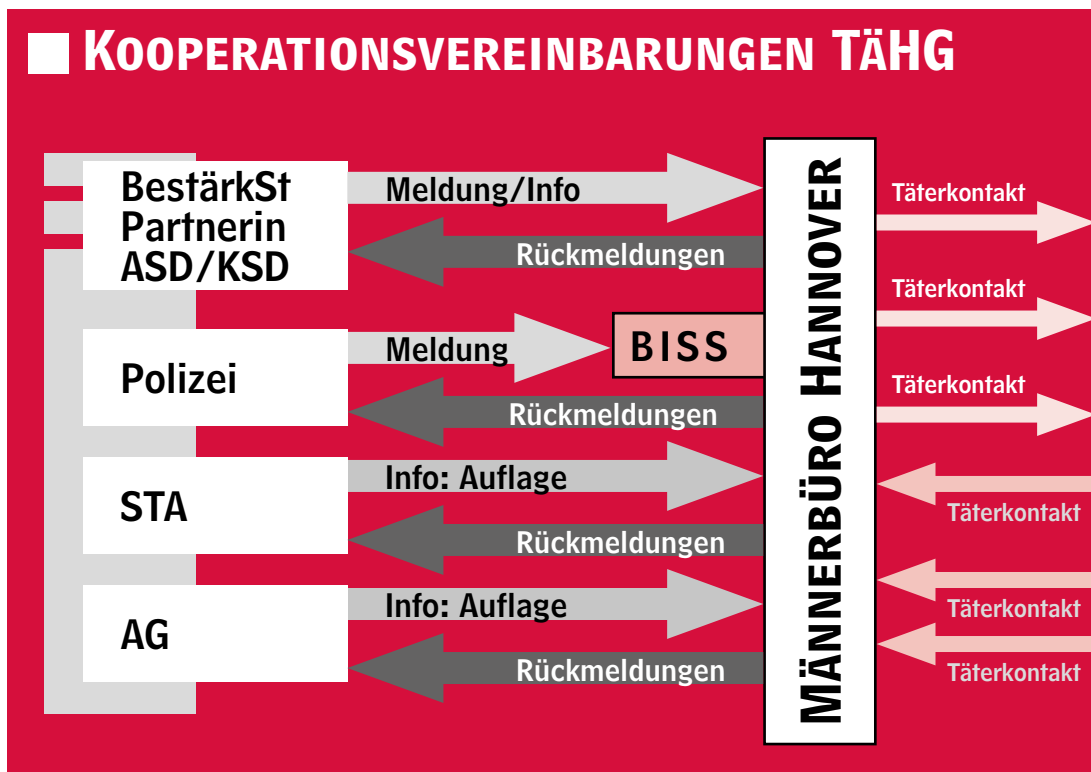 KOOPERATIONSVEREINBARUNGEN TÄHG
BestärkSt
Partnerin
ASD/KSD
Meldung/Info
Rückmeldungen
Polizei
Meldung
BISS
Rückmeldungen
STA
Info: Auflage
Rückmeldungen
AG
Info: Auflage
Rückmeldungen
MÄNNERBÜRO HANNOVER
Täterkontakt
Täterkontakt
Täterkontakt
Täterkontakt
Täterkontakt
Täterkontakt